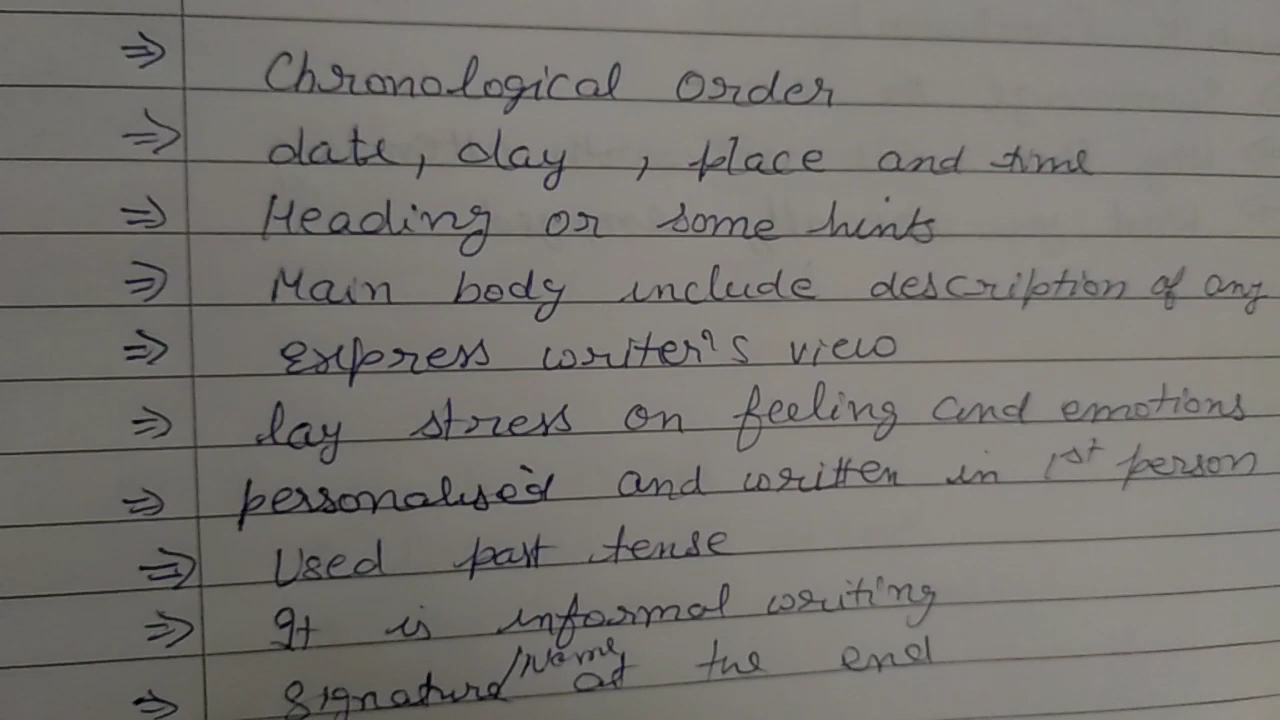 ⇒ Chronological order
⇒ date, day , place and time
⇒ Heading or some hints
⇒ Main body include description of any
⇒ express writer's view
⇒ lay stress on feeling and emotions
⇒ personalised and written in 1st person
⇒ Used past tense
⇒ It is informal writing
⇒ Signature/Name at the end